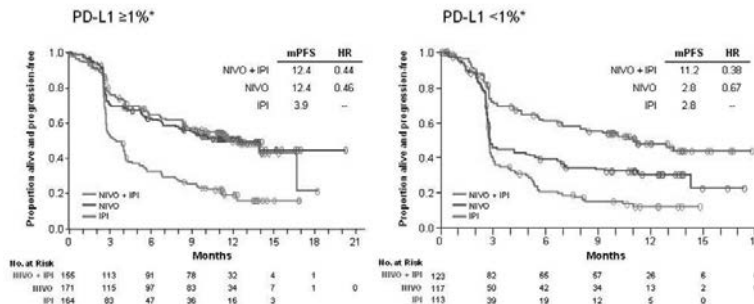 PD-L1 ≥1%*
Proportion alive and progression-free
1.0
0.8
0.6
0.4
0.2
0.0
mPFS HR
NIVO + IPI 12.4 0.44
NIVO 12.4 0.46
IPI 3.9 --
NIVO + IPI
NIVO
IPI
0 3 6 9 12 15 18 21
Months
No. at Risk
NIVO + IPI 155 113 91 78 32 4 1
NIVO 171 115 97 83 34 7 1 0
IPI 164 83 47 36 16 3
PD-L1 <1%*
Proportion alive and progression-free
1.0
0.8
0.6
0.4
0.2
0.0
mPFS HR
NIVO + IPI 11.2 0.38
NIVO 2.8 0.67
IPI 2.8 --
NIVO + IPI
NIVO
IPI
0 3 6 9 12 15
Months
No. at Risk
NIVO + IPI 123 82 65 57 26 6
NIVO 117 50 42 34 13 2
IPI 113 39 19 12 5 0